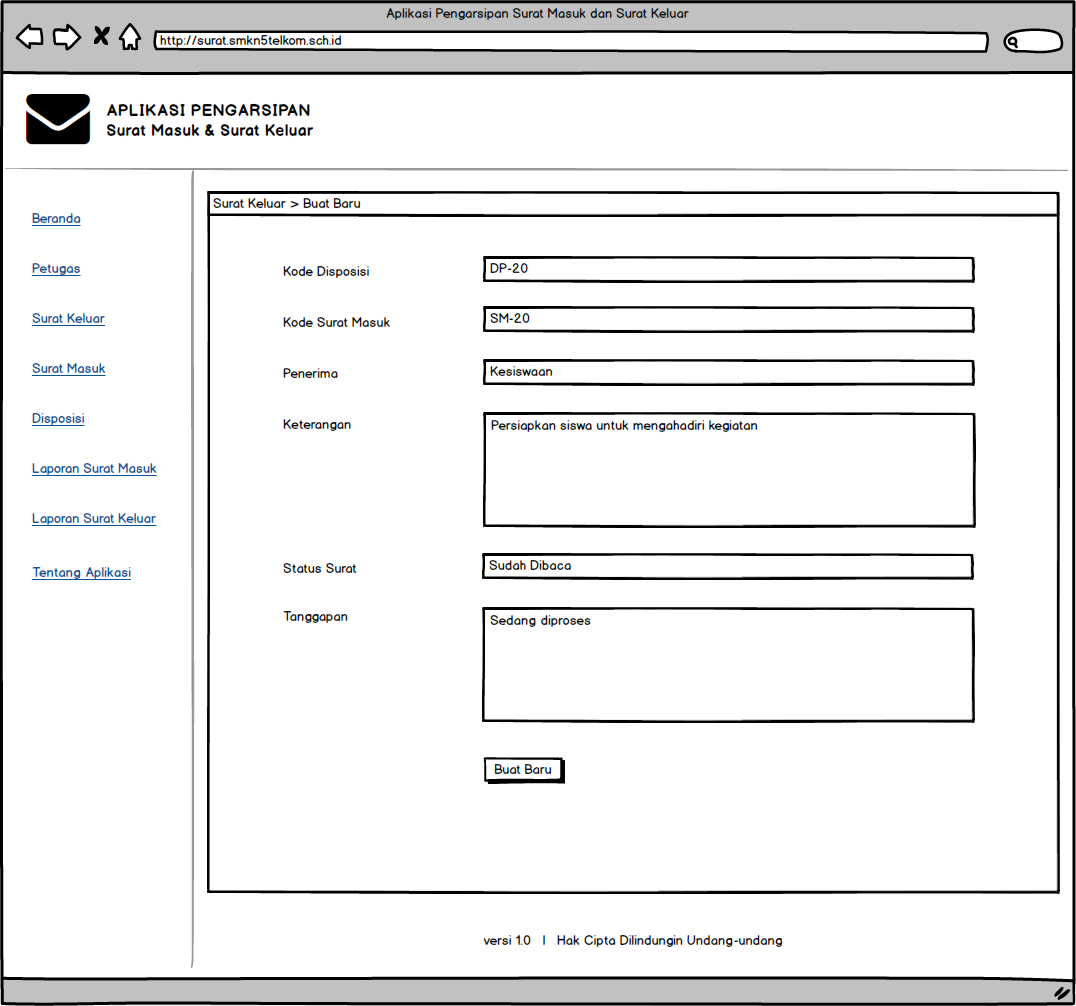 Aplikasi Pengarsipan Surat Masuk dan Surat Keluar
http://surat.smkn5telkom.sch.id
APLIKASI PENGARSIPAN
Surat Masuk & Surat Keluar
Beranda
Petugas
Surat Keluar
Surat Masuk
Disposisi
Laporan Surat Masuk
Laporan Surat Keluar
Tentang Aplikasi
Surat Keluar > Buat Baru
Kode Disposisi DP-20
Kode Surat Masuk SM-20
Penerima Kesiswaan
Keterangan Persiapkan siswa untuk mengahadiri kegiatan
Status Surat Sudah Dibaca
Tanggapan Sedang diproses
Buat Baru
versi 1.0 | Hak Cipta Dilindungin Undang-undang